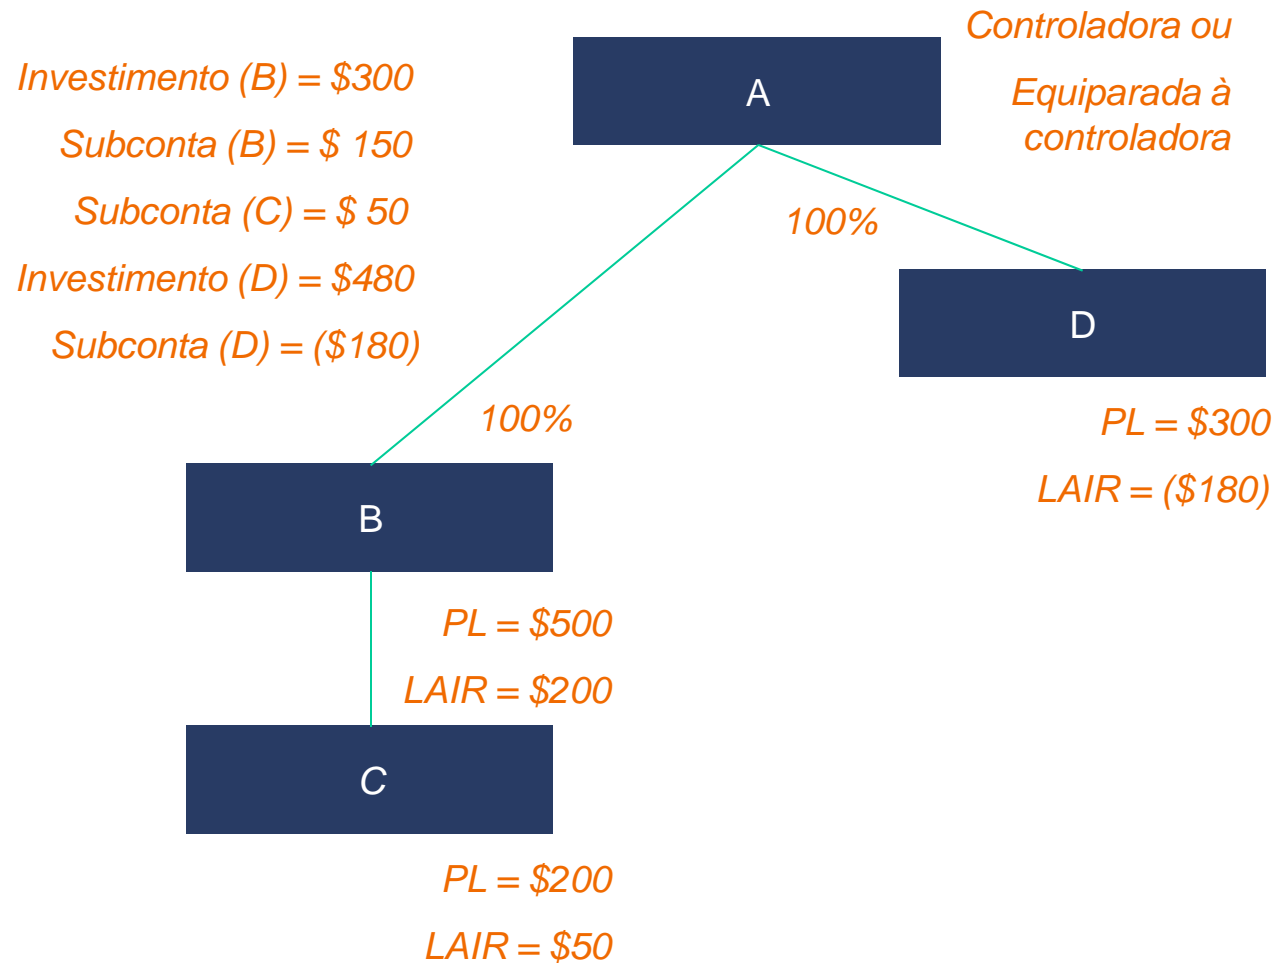 Controladora ou
Equiparada à
controladora
A
Investimento (B) = $300
Subconta (B) = $ 150
Subconta (C) = $ 50
Investimento (D) = $480
Subconta (D) = ($180)
100%
D
PL = $300
LAIR = ($180)
100%
B
PL = $500
LAIR = $200
C
PL = $200
LAIR = $50